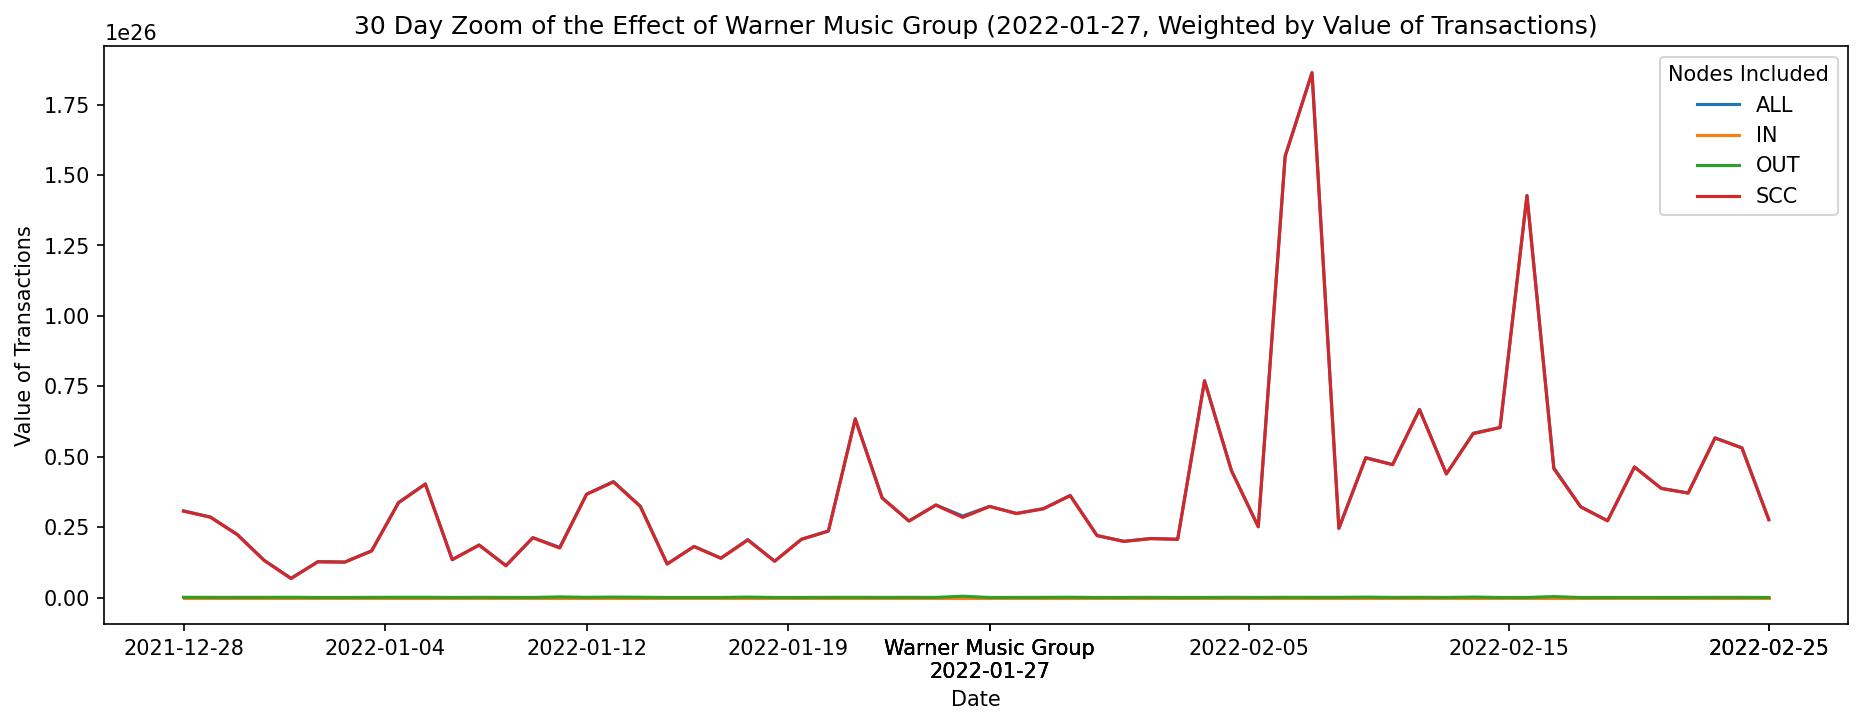 30 Day Zoom of the Effect of Warner Music Group (2022-01-27, Weighted by Value of Transactions)
1e26
Nodes Included
ALL
IN
OUT
SCC
Value of Transactions
1.75
1.50
1.25
1.00
0.75
0.50
0.25
0.00
2021-12-28
2022-01-04
2022-01-12
2022-01-19
Warner Music Group
2022-01-27
2022-02-05
2022-02-15
2022-02-25
Date